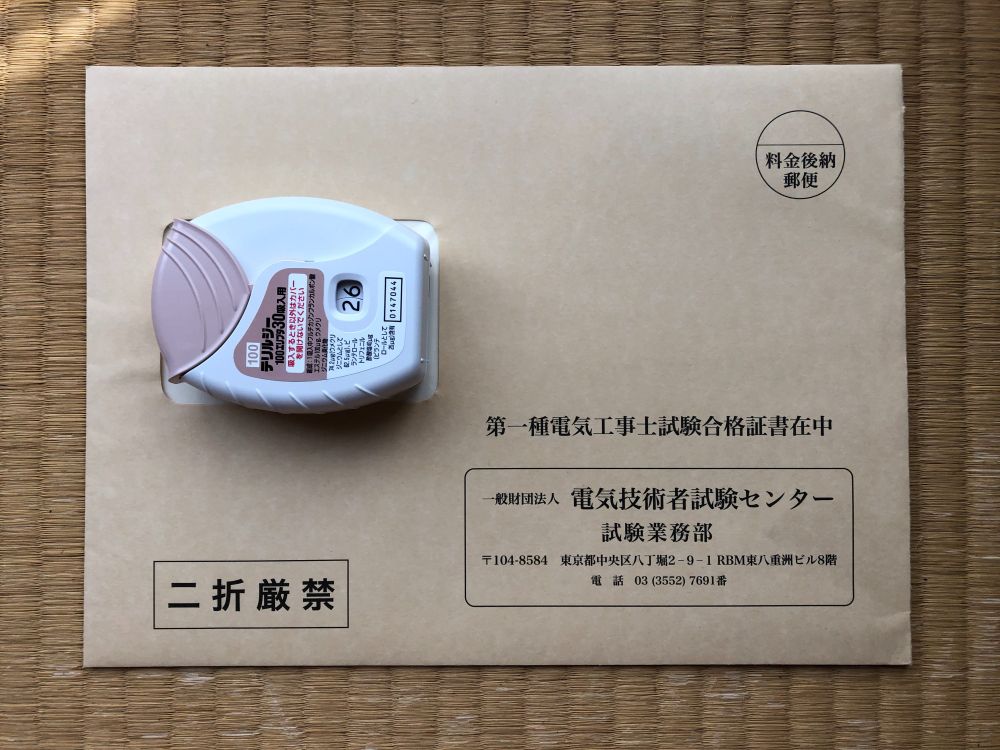 料金後納
郵便
100
テリルジー
100エリプタ30吸入用
吸入するとき以外はカバー
を開けないでください
26
0147044
第一種電気工事士試験合格証書在中
一般財団法人 電気技術者試験センター
試験業務部
〒104-8584 東京都中央区八丁堀2－9－1 RBM東八重洲ビル8階
電 話 03 (3552) 7691番
二折厳禁